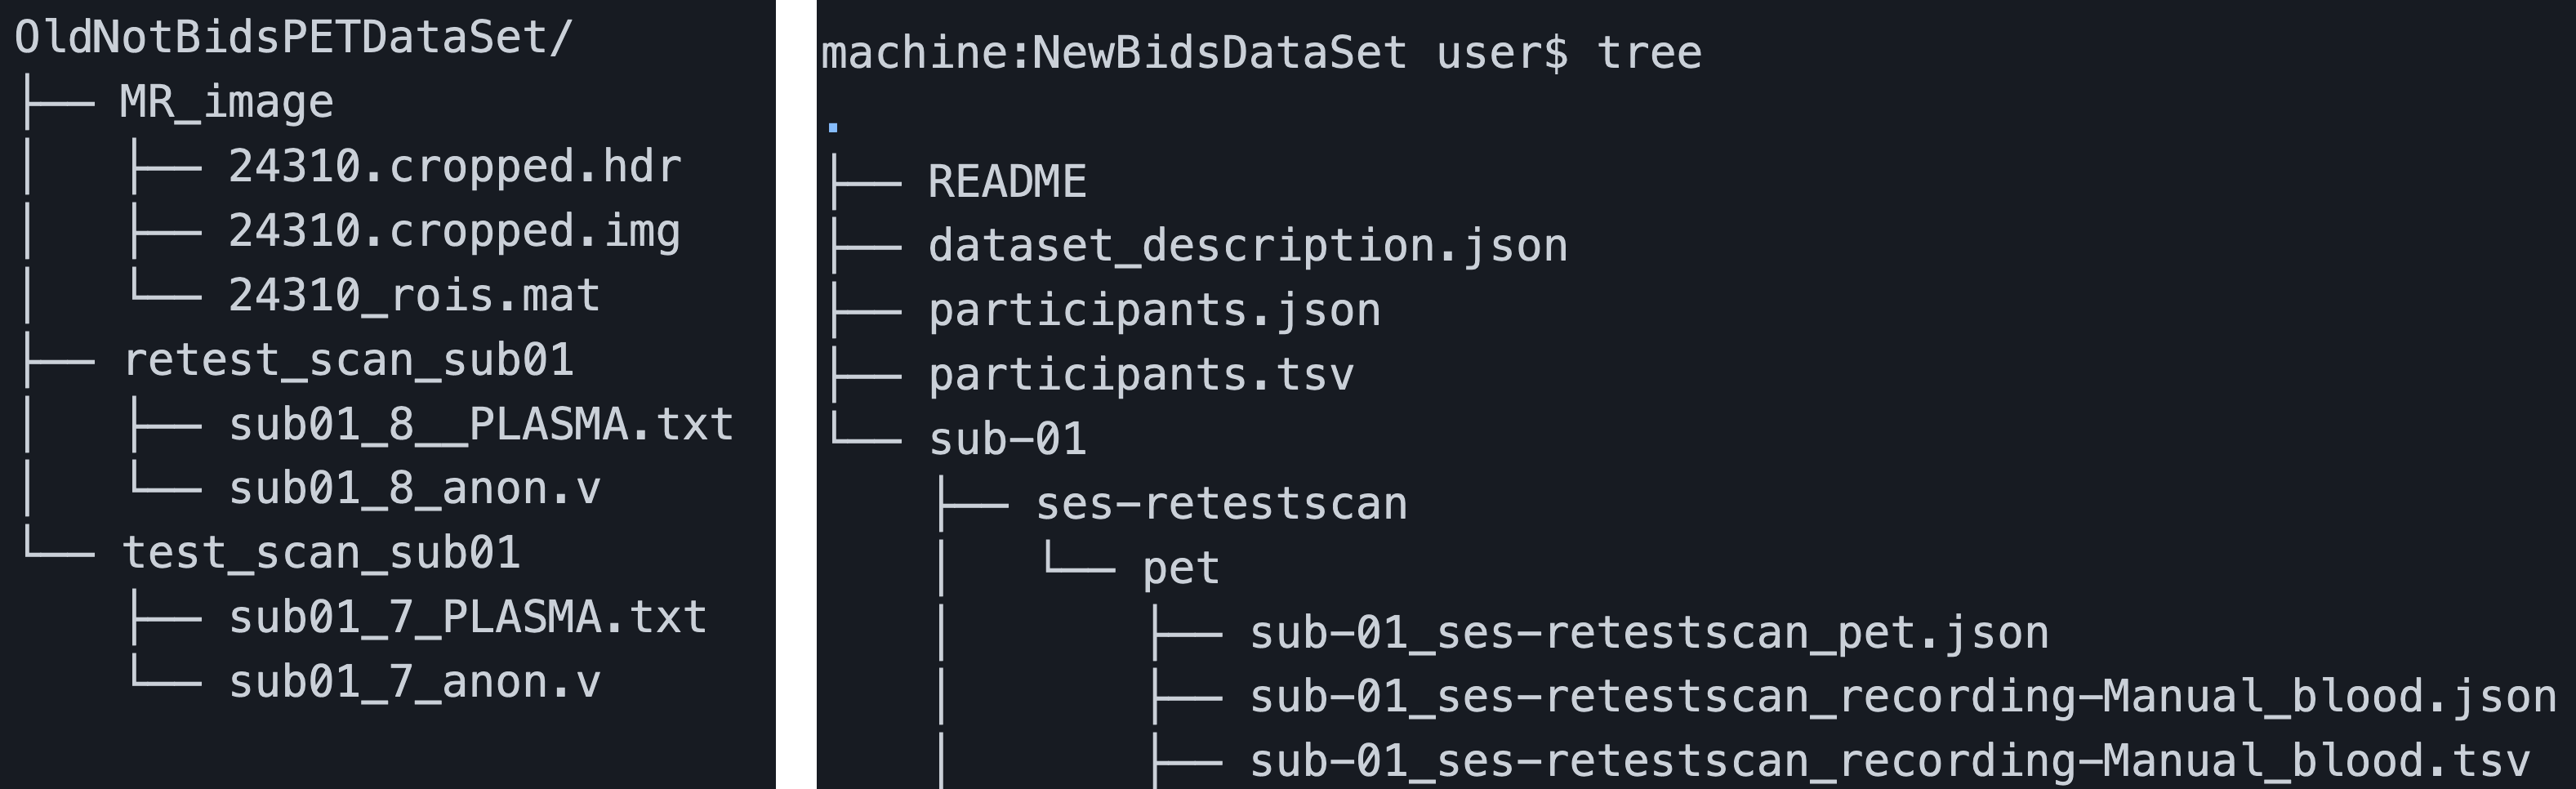 OldNotBidsPETDataSet/
├── MR_image
│   ├── 24310.cropped.hdr
│   ├── 24310.cropped.img
│   └── 24310_rois.mat
├── retest_scan_sub01
│   ├── sub01_8__PLASMA.txt
│   └── sub01_8_anon.v
└── test_scan_sub01
    ├── sub01_7_PLASMA.txt
    └── sub01_7_anon.v
machine:NewBidsDataSet user$ tree
.
├── README
├── dataset_description.json
├── participants.json
├── participants.tsv
└── sub-01
    ├── ses-retestscan
    │   └── pet
    │       ├── sub-01_ses-retestscan_pet.json
    │       ├── sub-01_ses-retestscan_recording-Manual_blood.json
    │       ├── sub-01_ses-retestscan_recording-Manual_blood.tsv